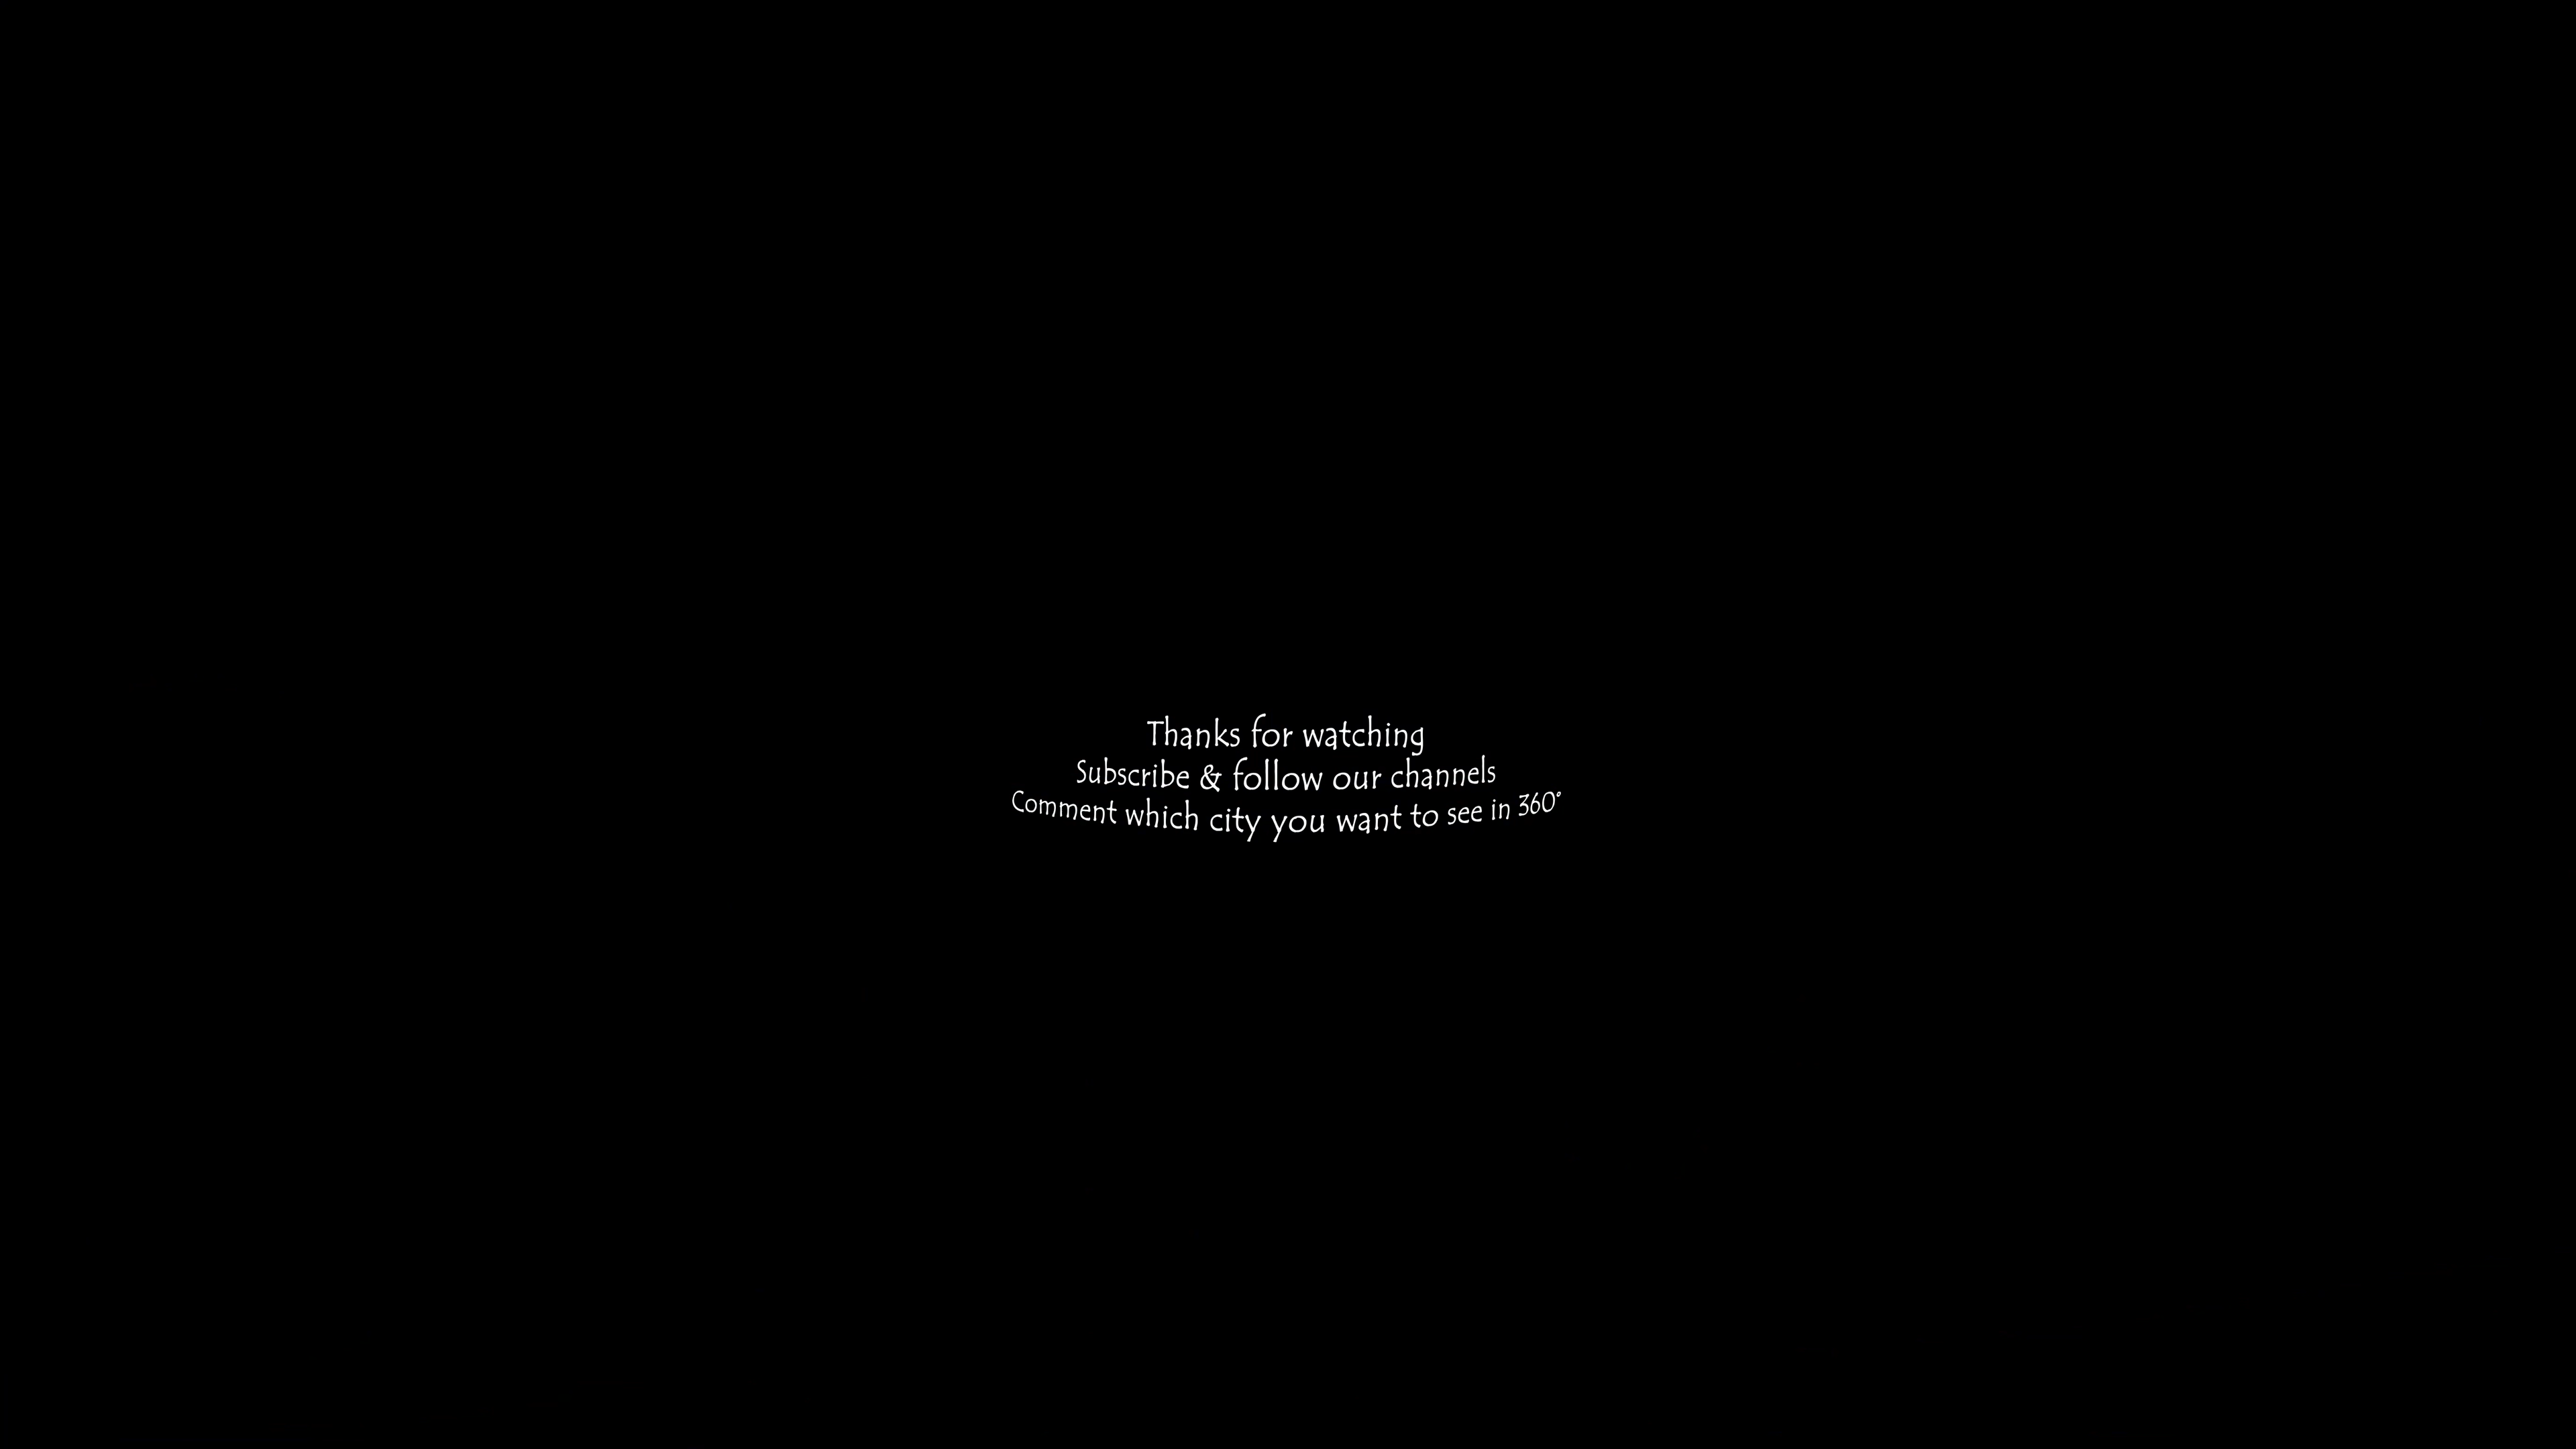 Thanks for watching
Subscribe & follow our channels
Comment which city you want to see in 360°